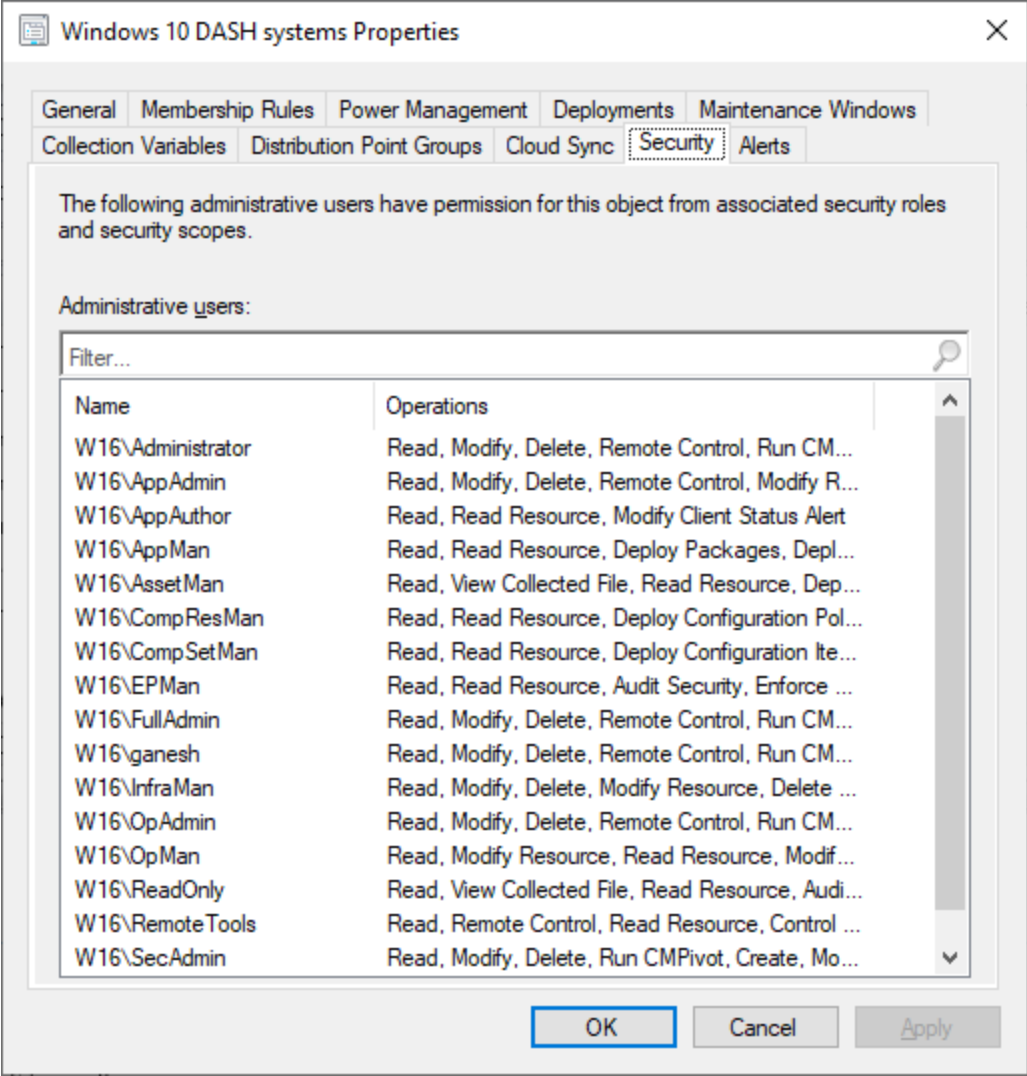 Windows 10 DASH systems Properties
General Membership Rules Power Management Deployments Maintenance Windows
Collection Variables Distribution Point Groups Cloud Sync Security Alerts
The following administrative users have permission for this object from associated security roles
and security scopes.
Administrative users:
Filter...
Name Operations
W16\Administrator Read, Modify, Delete, Remote Control, Run CM...
W16\AppAdmin Read, Modify, Delete, Remote Control, Modify R...
W16\AppAuthor Read, Read Resource, Modify Client Status Alert
W16\AppMan Read, Read Resource, Deploy Packages, Depl...
W16\AssetMan Read, View Collected File, Read Resource, Dep...
W16\CompResMan Read, Read Resource, Deploy Configuration Pol...
W16\CompSetMan Read, Read Resource, Deploy Configuration Ite...
W16\EPMan Read, Read Resource, Audit Security, Enforce ...
W16\FullAdmin Read, Modify, Delete, Remote Control, Run CM...
W16\ganesh Read, Modify, Delete, Remote Control, Run CM...
W16\InfraMan Read, Modify, Delete, Modify Resource, Delete ...
W16\OpAdmin Read, Modify, Delete, Remote Control, Run CM...
W16\OpMan Read, Modify Resource, Read Resource, Modif...
W16\ReadOnly Read, View Collected File, Read Resource, Audi...
W16\RemoteTools Read, Remote Control, Read Resource, Control ...
W16\SecAdmin Read, Modify, Delete, Run CMPivot, Create, Mo...
OK Cancel Apply